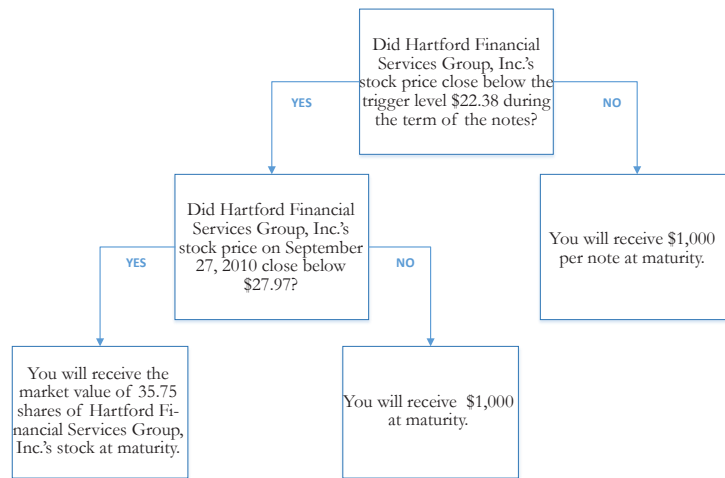 Did Hartford Financial
Services Group, Inc.'s
stock price close below the
trigger level $22.38 during
the term of the notes?
YES
NO
Did Hartford Financial
Services Group, Inc.'s
stock price on September
27, 2010 close below
$27.97?
You will receive $1,000
per note at maturity.
YES
NO
You will receive the
market value of 35.75
shares of Hartford Fi-
nancial Services Group,
Inc.'s stock at maturity.
You will receive $1,000
at maturity.